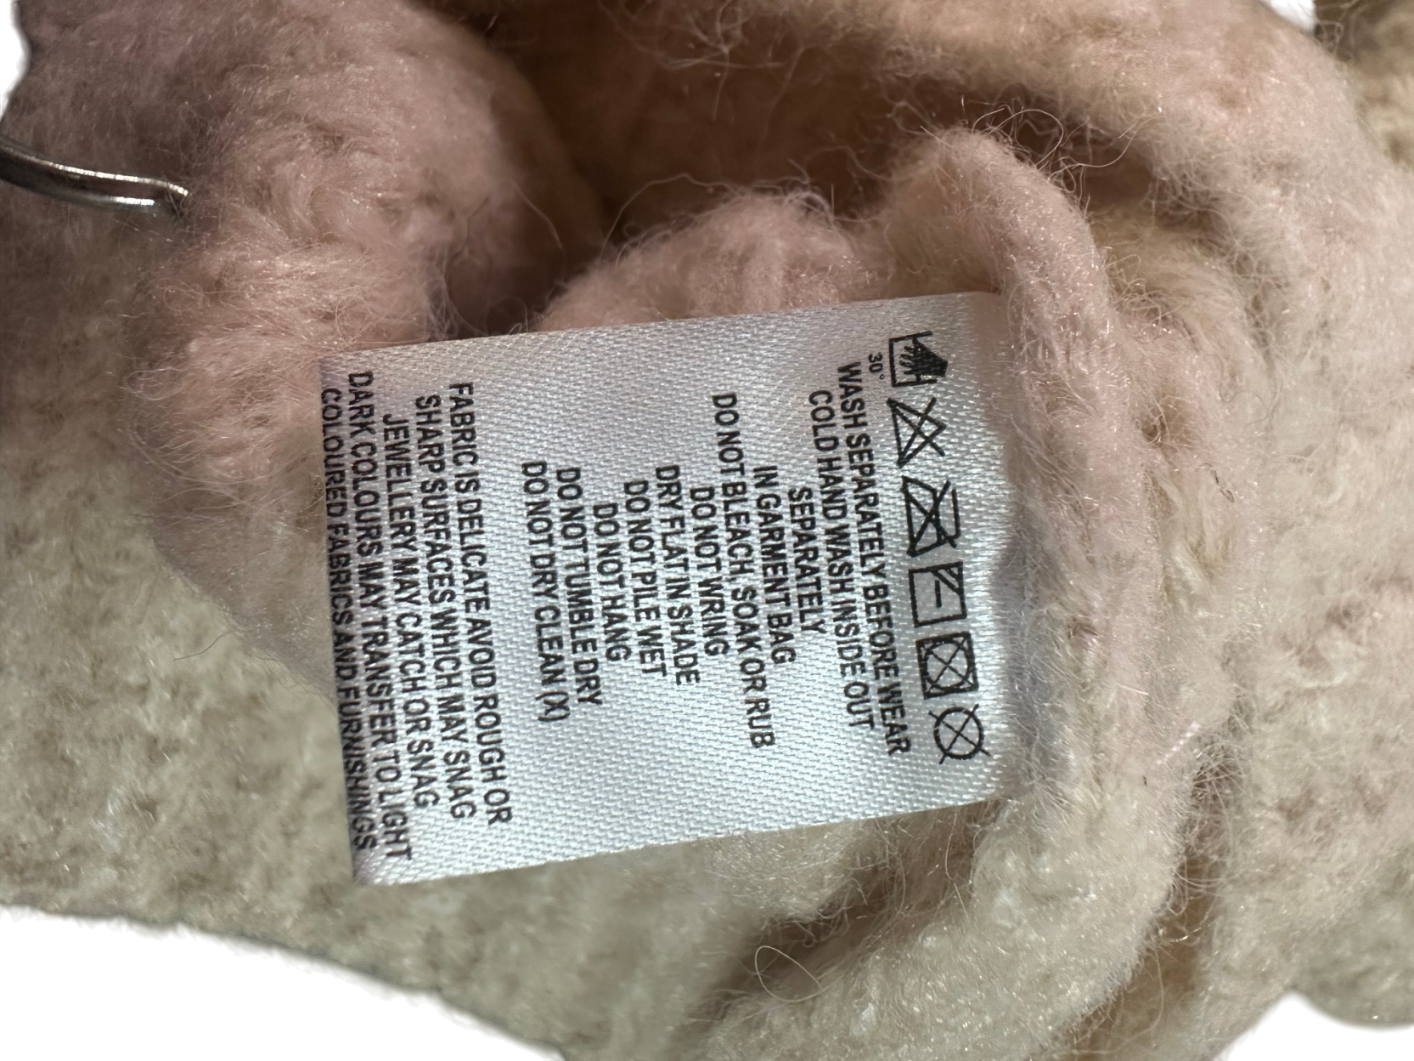 30°
WASH SEPARATELY BEFORE WEAR
COLD HAND WASH INSIDE OUT
SEPARATELY
IN GARMENT BAG
DO NOT BLEACH, SOAK OR RUB
DO NOT WRING
DRY FLAT IN SHADE
DO NOT PILE WET
DO NOT HANG
DO NOT TUMBLE DRY
DO NOT DRY CLEAN (X)
FABRIC IS DELICATE AVOID ROUGH OR
SHARP SURFACES WHICH MAY SNAG
JEWELLERY MAY CATCH OR SNAG
DARK COLOURS MAY TRANSFER TO LIGHT
COLOURED FABRICS AND FURNISHINGS